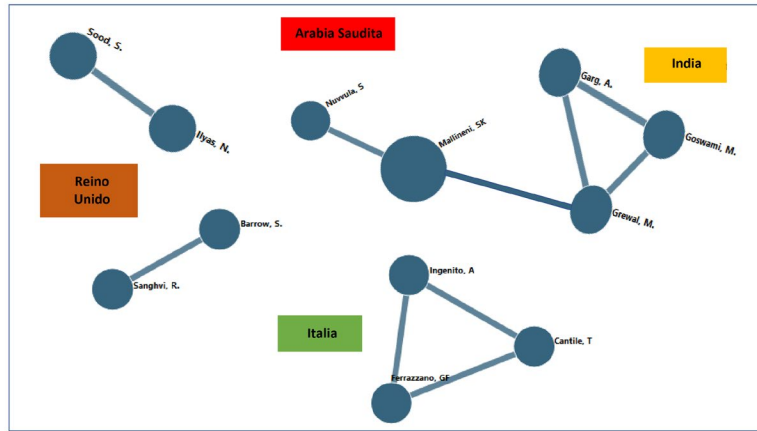 Sood, S.
Ilyas, N.
Arabia Saudita
Nuvvula, S
Mallineni, SK
India
Garg, A.
Goswami, M.
Grewal, M.
Reino
Unido
Barrow, S.
Sanghvi, R.
Italia
Ingenito, A
Cantile, T
Ferrazzano, GF